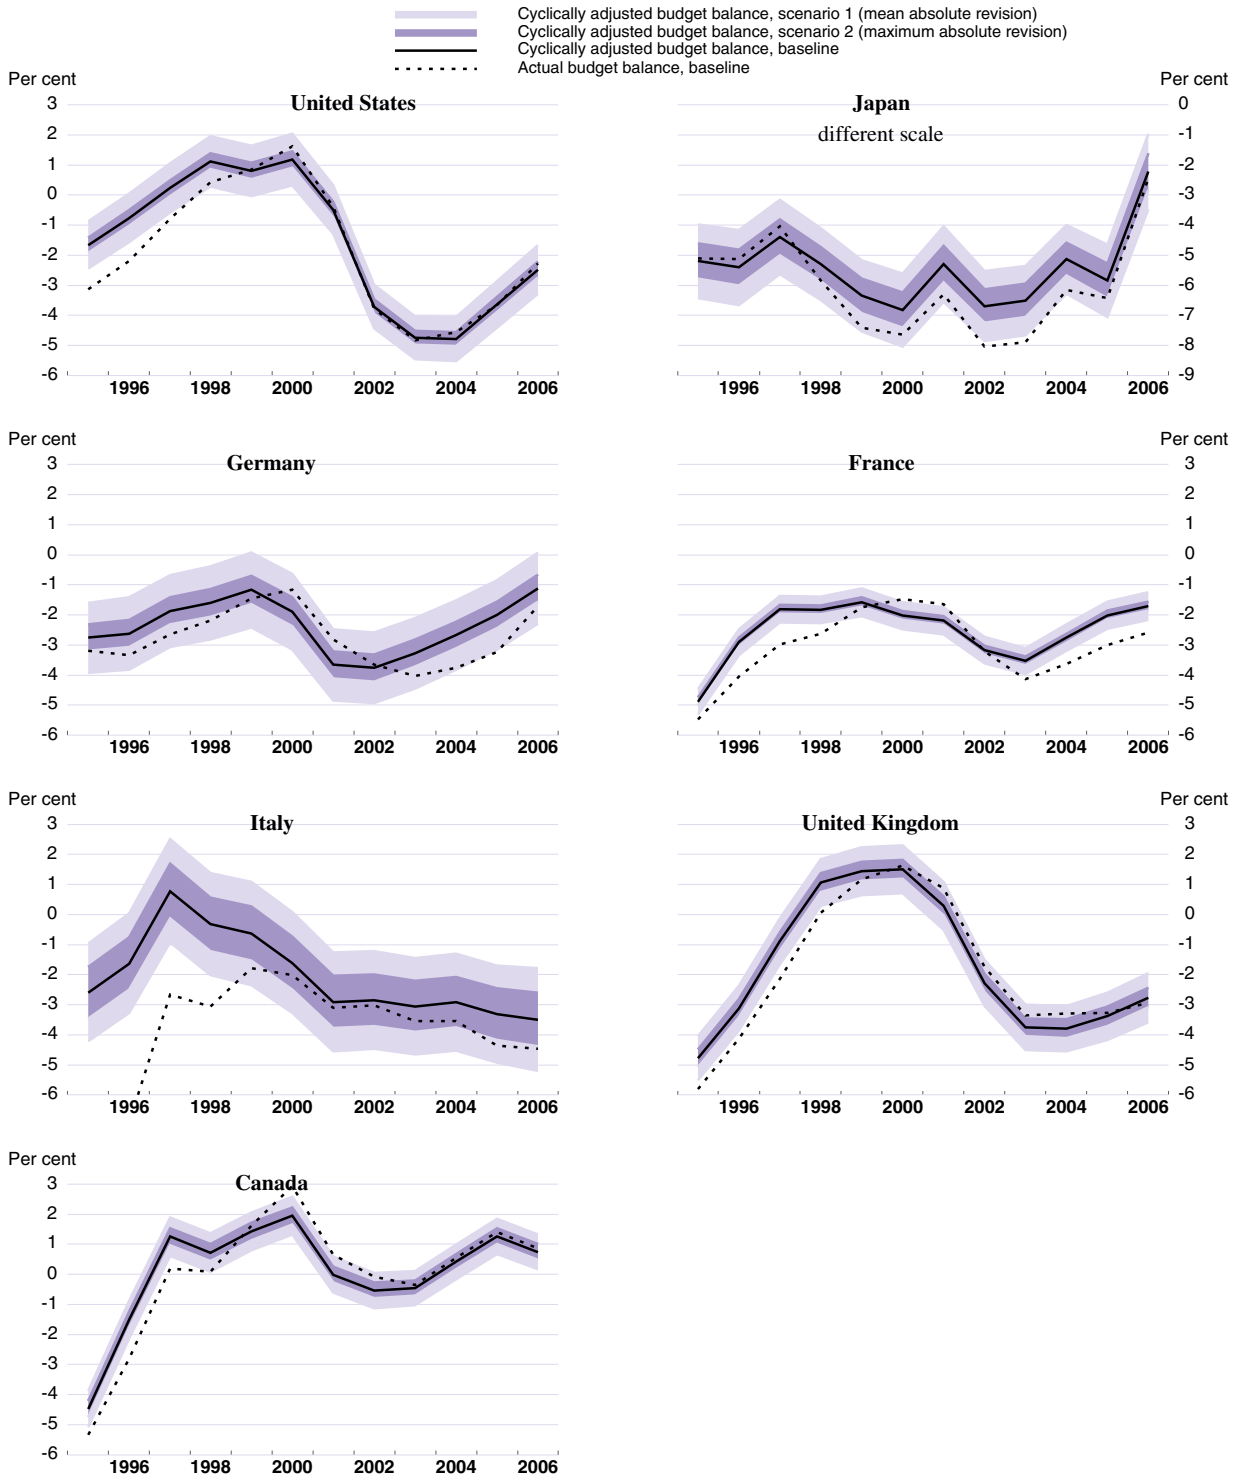 Cyclically adjusted budget balance, scenario 1 (mean absolute revision)
Cyclically adjusted budget balance, scenario 2 (maximum absolute revision)
Cyclically adjusted budget balance, baseline
Actual budget balance, baseline
Per cent
United States
3
2
1
0
-1
-2
-3
-4
-5
-6
1996 1998 2000 2002 2004 2006
Per cent
Japan
different scale
0
-1
-2
-3
-4
-5
-6
-7
-8
-9
1996 1998 2000 2002 2004 2006
Per cent
Germany
3
2
1
0
-1
-2
-3
-4
-5
-6
1996 1998 2000 2002 2004 2006
Per cent
France
3
2
1
0
-1
-2
-3
-4
-5
-6
1996 1998 2000 2002 2004 2006
Per cent
Italy
3
2
1
0
-1
-2
-3
-4
-5
-6
1996 1998 2000 2002 2004 2006
Per cent
United Kingdom
3
2
1
0
-1
-2
-3
-4
-5
-6
1996 1998 2000 2002 2004 2006
Per cent
Canada
3
2
1
0
-1
-2
-3
-4
-5
-6
1996 1998 2000 2002 2004 2006